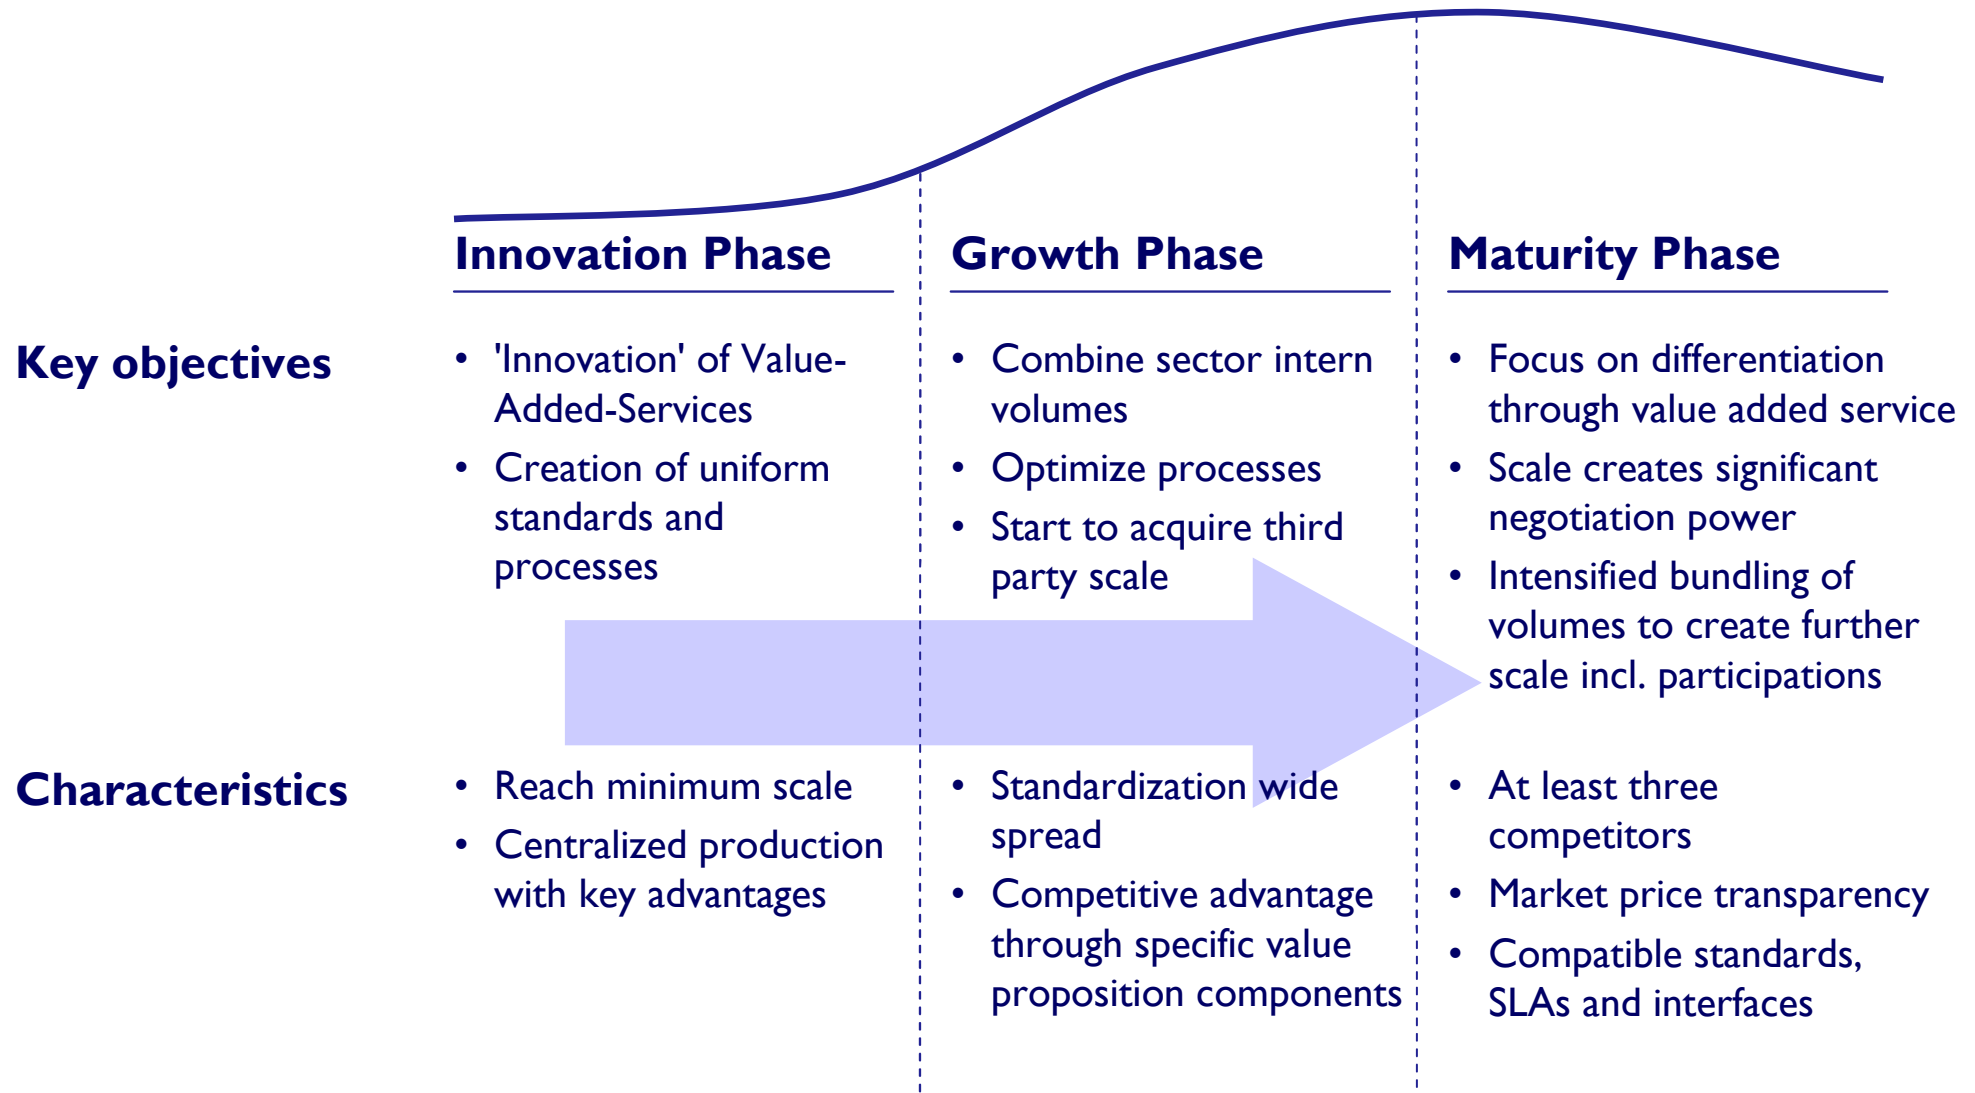 Innovation Phase
Growth Phase
Maturity Phase
Key objectives
• 'Innovation' of Value-
Added-Services
• Creation of uniform
standards and
processes
• Combine sector intern
volumes
• Optimize processes
• Start to acquire third
party scale
• Focus on differentiation
through value added service
• Scale creates significant
negotiation power
• Intensified bundling of
volumes to create further
scale incl. participations
Characteristics
• Reach minimum scale
• Centralized production
with key advantages
• Standardization wide
spread
• Competitive advantage
through specific value
proposition components
• At least three
competitors
• Market price transparency
• Compatible standards,
SLAs and interfaces